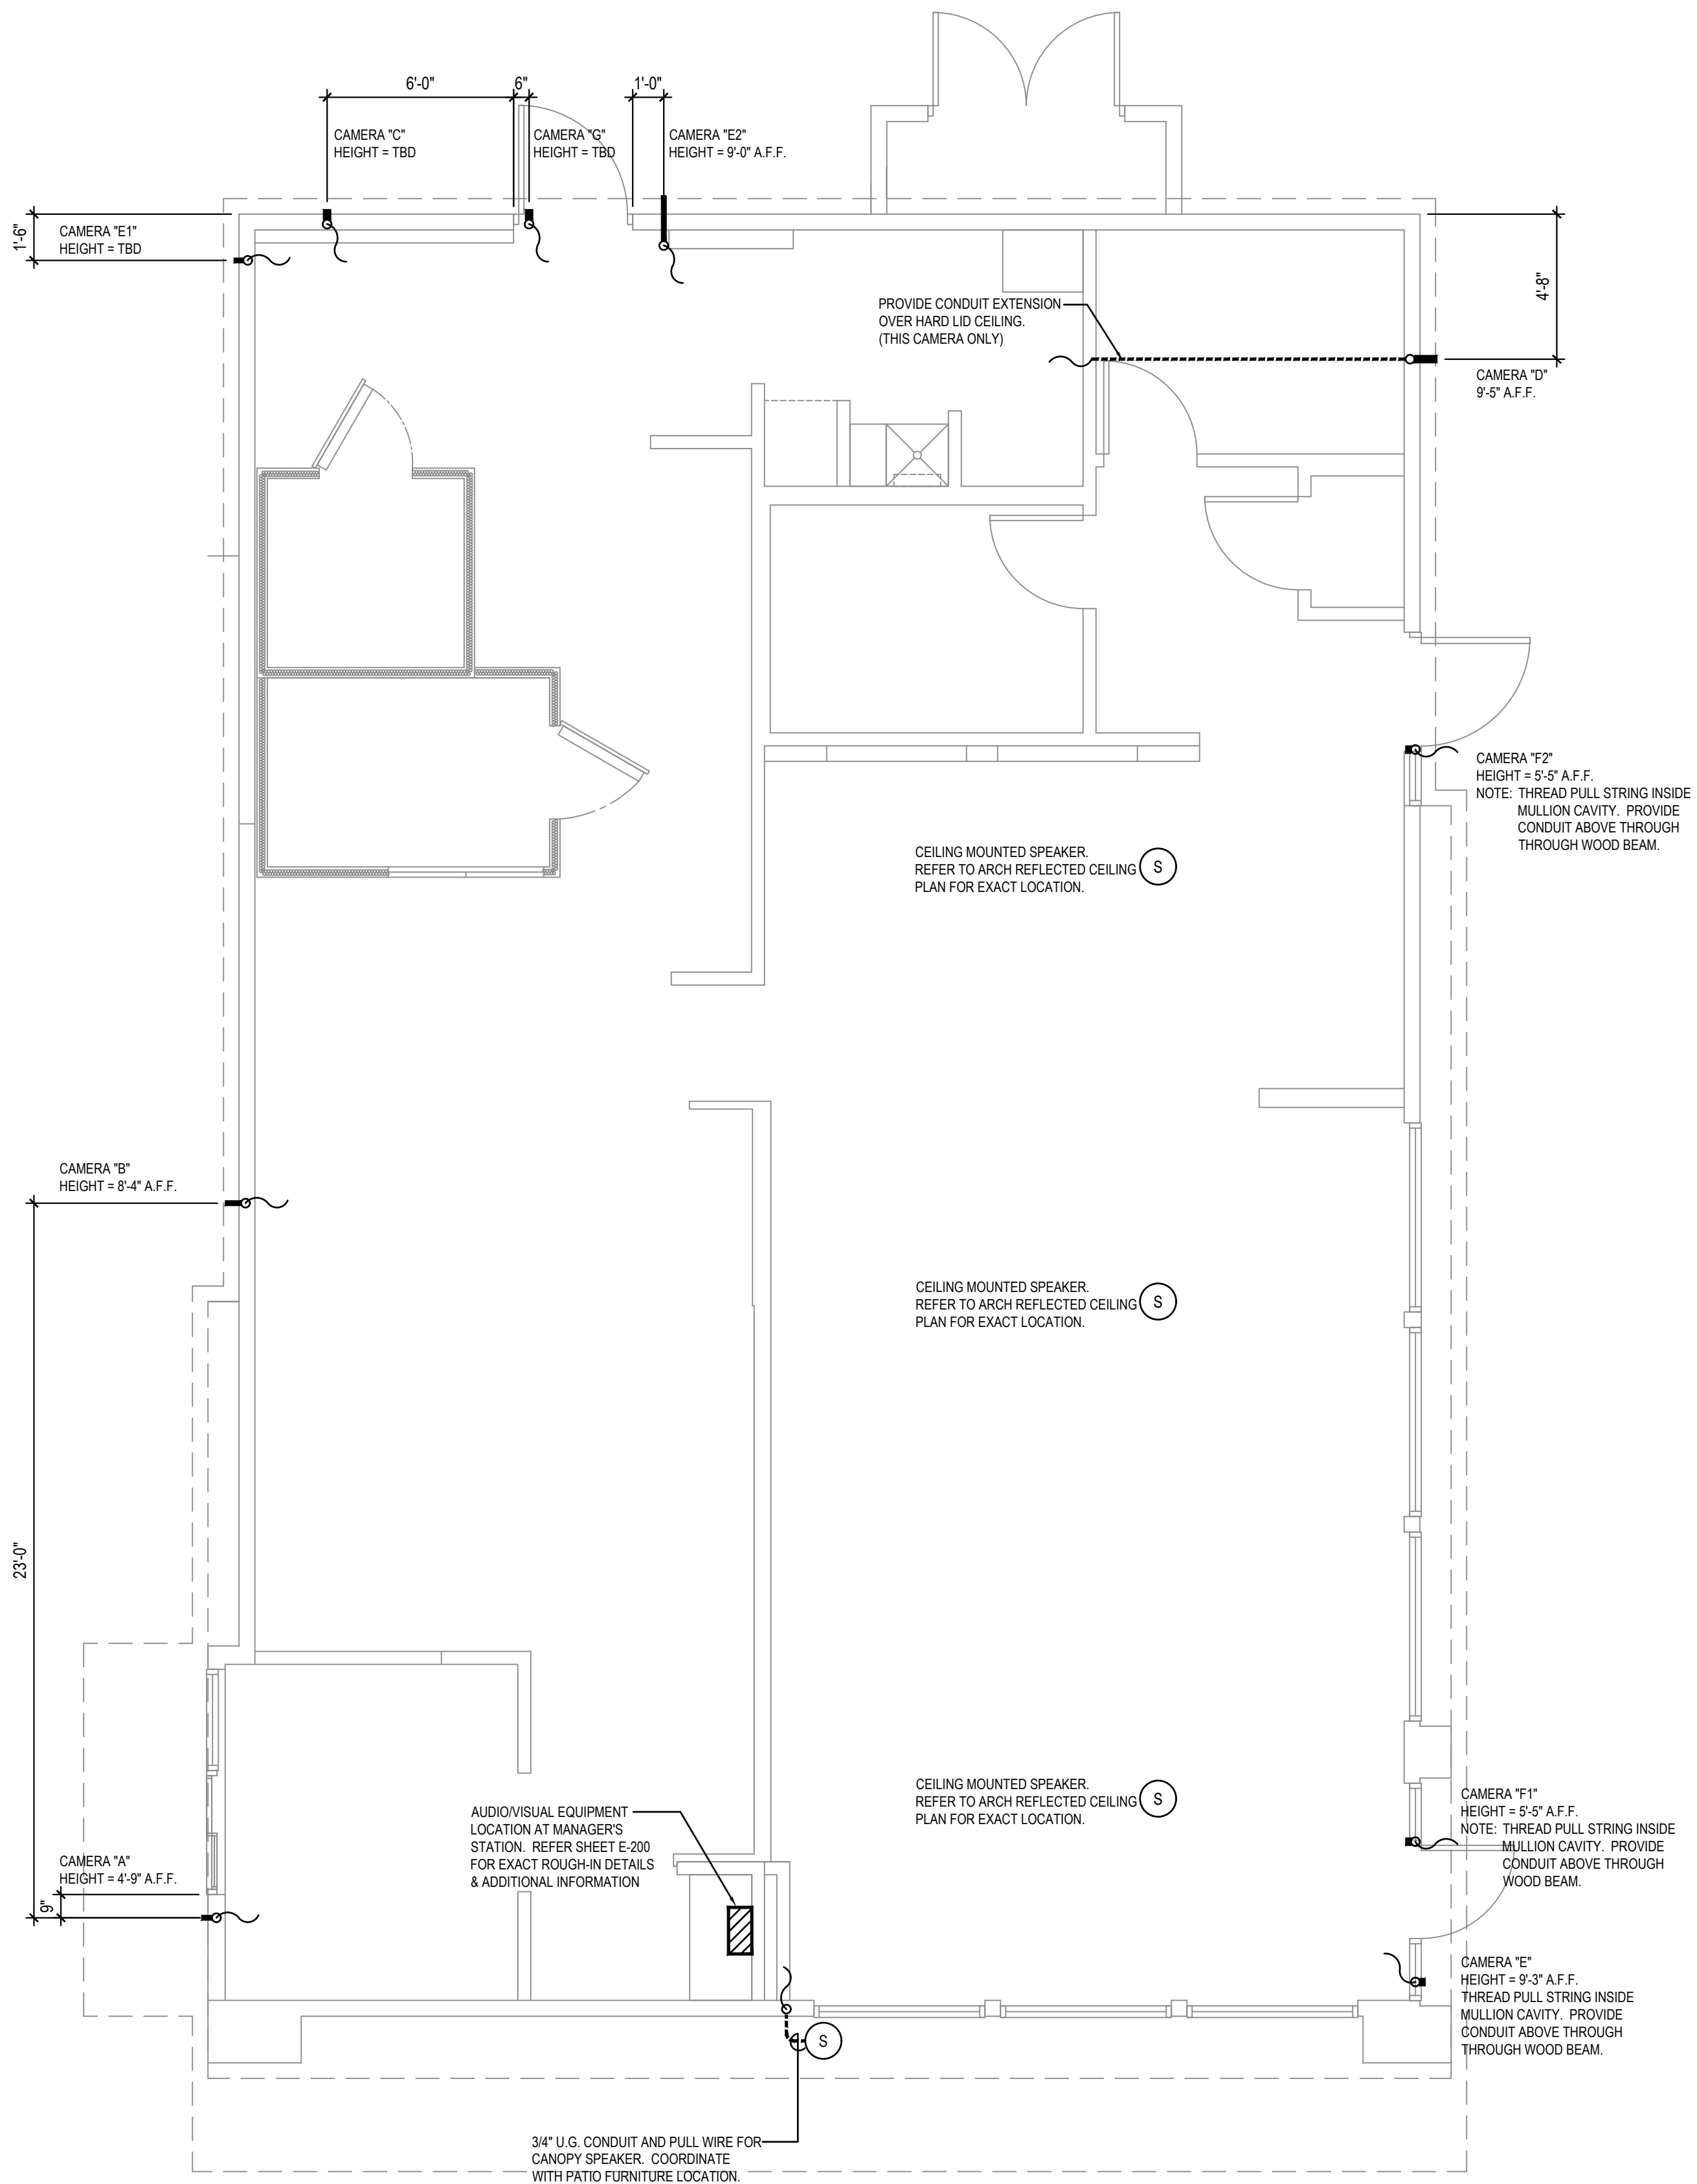 6'-0"
6"
1'-0"
CAMERA "C"
HEIGHT = TBD
CAMERA "G"
HEIGHT = TBD
CAMERA "E2"
HEIGHT = 9'-0" A.F.F.
1'-6"
CAMERA "E1"
HEIGHT = TBD
4'-8"
PROVIDE CONDUIT EXTENSION
OVER HARD LID CEILING.
(THIS CAMERA ONLY)
CAMERA "D"
9'-5" A.F.F.
CAMERA "F2"
HEIGHT = 5'-5" A.F.F.
NOTE: THREAD PULL STRING INSIDE
MULLION CAVITY. PROVIDE
CONDUIT ABOVE THROUGH
THROUGH WOOD BEAM.
CEILING MOUNTED SPEAKER.
REFER TO ARCH REFLECTED CEILING
PLAN FOR EXACT LOCATION.
S
CAMERA "B"
HEIGHT = 8'-4" A.F.F.
CEILING MOUNTED SPEAKER.
REFER TO ARCH REFLECTED CEILING
PLAN FOR EXACT LOCATION.
S
23'-0"
CEILING MOUNTED SPEAKER.
REFER TO ARCH REFLECTED CEILING
PLAN FOR EXACT LOCATION.
S
CAMERA "F1"
HEIGHT = 5'-5" A.F.F.
NOTE: THREAD PULL STRING INSIDE
MULLION CAVITY. PROVIDE
CONDUIT ABOVE THROUGH
WOOD BEAM.
AUDIO/VISUAL EQUIPMENT
LOCATION AT MANAGER'S
STATION. REFER SHEET E-200
FOR EXACT ROUGH-IN DETAILS
& ADDITIONAL INFORMATION
CAMERA "A"
HEIGHT = 4'-9" A.F.F.
9"
CAMERA "E"
HEIGHT = 9'-3" A.F.F.
THREAD PULL STRING INSIDE
MULLION CAVITY. PROVIDE
CONDUIT ABOVE THROUGH
THROUGH WOOD BEAM.
S
3/4" U.G. CONDUIT AND PULL WIRE FOR
CANOPY SPEAKER. COORDINATE
WITH PATIO FURNITURE LOCATION.